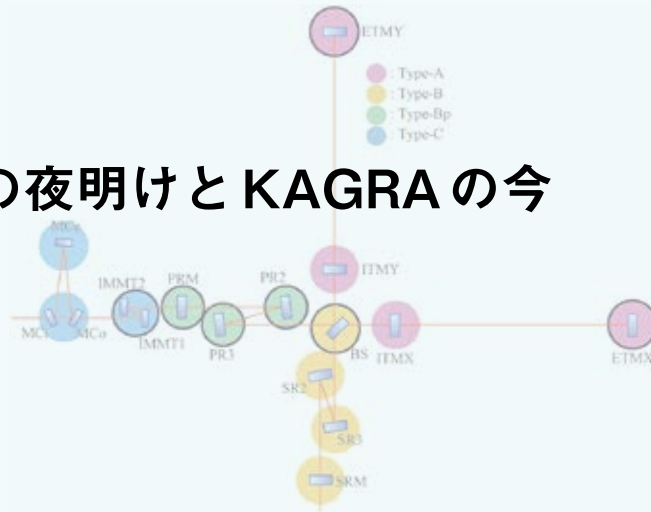 ETMY
: Type-A
: Type-B
: Type-Bp
: Type-C
の夜明けとKAGRAの今
MCe
ITMY
IMMT2
PRM
PR2
MCi
MCo
IMMT1
PR3
BS
ITMX
ETMX
SR2
SR3
SRM